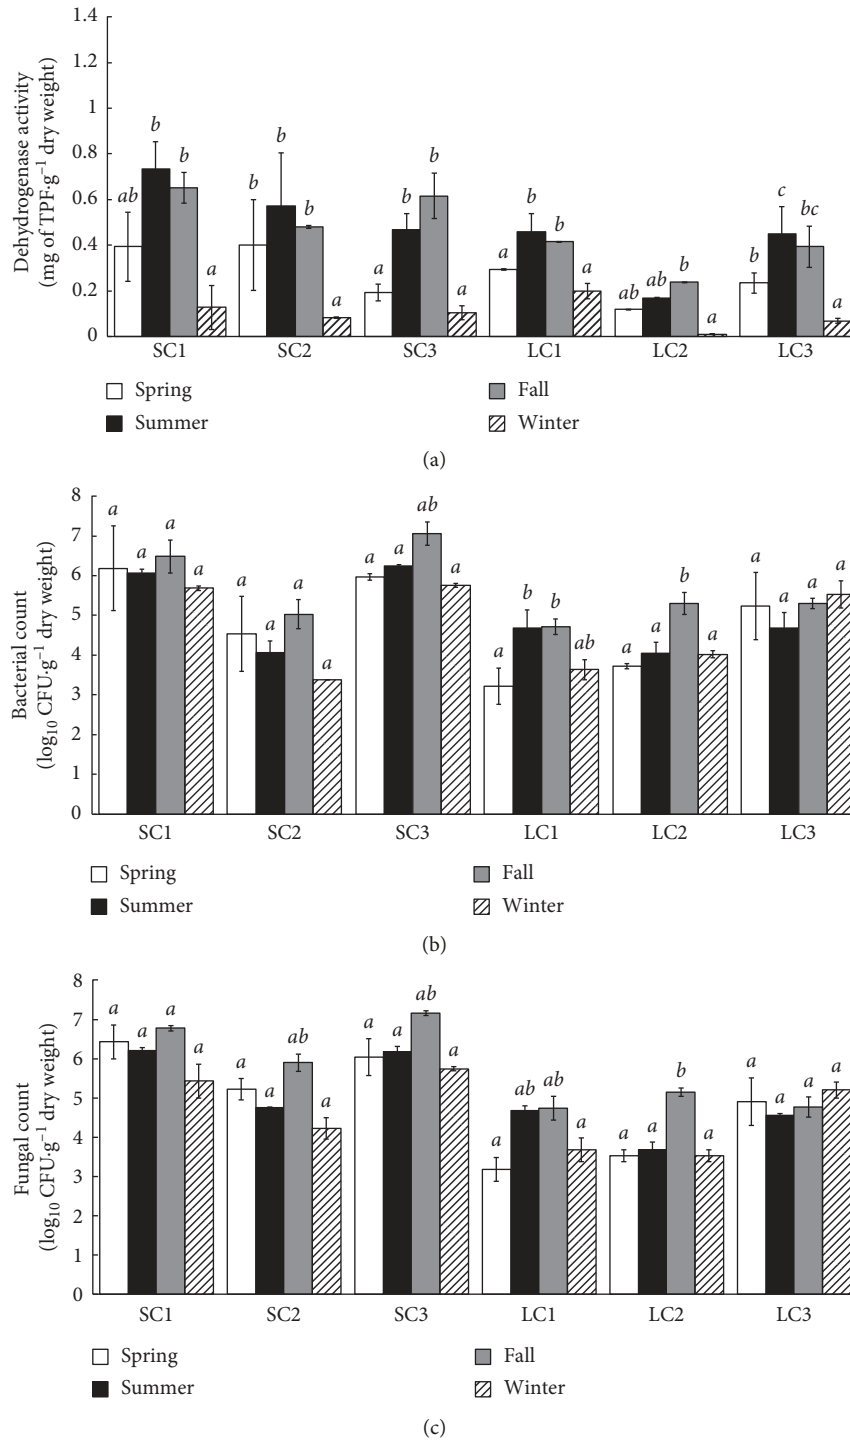 Dehydrogenase activity
(mg of TPF·g⁻¹ dry weight)
1.4
1.2
1
0.8
0.6
0.4
0.2
0
ab b b a
b b b a
a b b a
a b b a
ab ab b a
b c bc a
SC1 SC2 SC3 LC1 LC2 LC3
Spring Fall
Summer Winter
(a)
Bacterial count
(log₁₀ CFU·g⁻¹ dry weight)
8
7
6
5
4
3
2
1
0
a a a a
a a a a
a a ab a
a b b ab
a a b a
a a a a
SC1 SC2 SC3 LC1 LC2 LC3
Spring Fall
Summer Winter
(b)
Fungal count
(log₁₀ CFU·g⁻¹ dry weight)
8
7
6
5
4
3
2
1
0
a a a a
a a ab a
a a ab a
a ab ab a
a a b a
a a a a
SC1 SC2 SC3 LC1 LC2 LC3
Spring Fall
Summer Winter
(c)